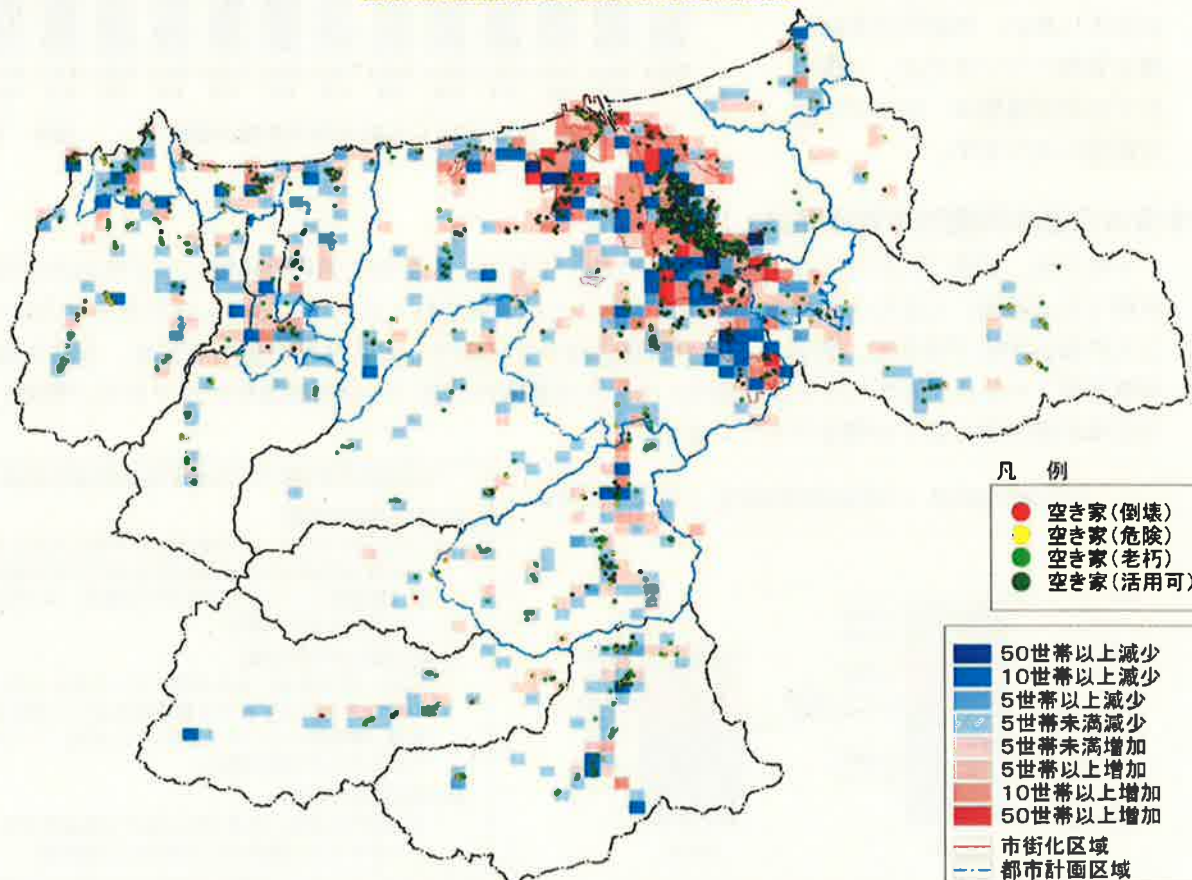 凡 例
空き家(倒壊)
空き家(危険)
空き家(老朽)
空き家(活用可)
50世帯以上減少
10世帯以上減少
5世帯以上減少
5世帯未満減少
5世帯未満増加
5世帯以上増加
10世帯以上増加
50世帯以上増加
市街化区域
都市計画区域